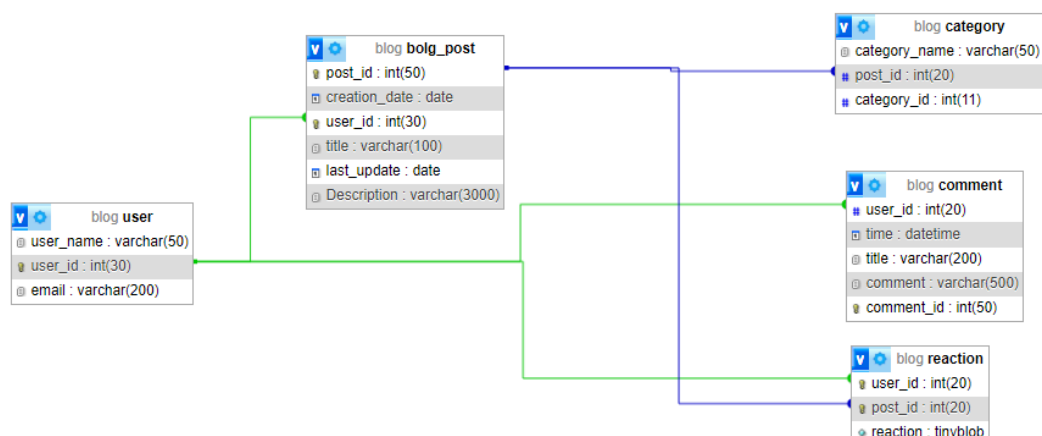 blog bolg_post
post_id : int(50)
creation_date : date
user_id : int(30)
title : varchar(100)
last_update : date
Description : varchar(3000)
blog category
category_name : varchar(50)
post_id : int(20)
category_id : int(11)
blog user
user_name : varchar(50)
user_id : int(30)
email : varchar(200)
blog comment
user_id : int(20)
time : datetime
title : varchar(200)
comment : varchar(500)
comment_id : int(50)
blog reaction
user_id : int(20)
post_id : int(20)
reaction : tinyblob